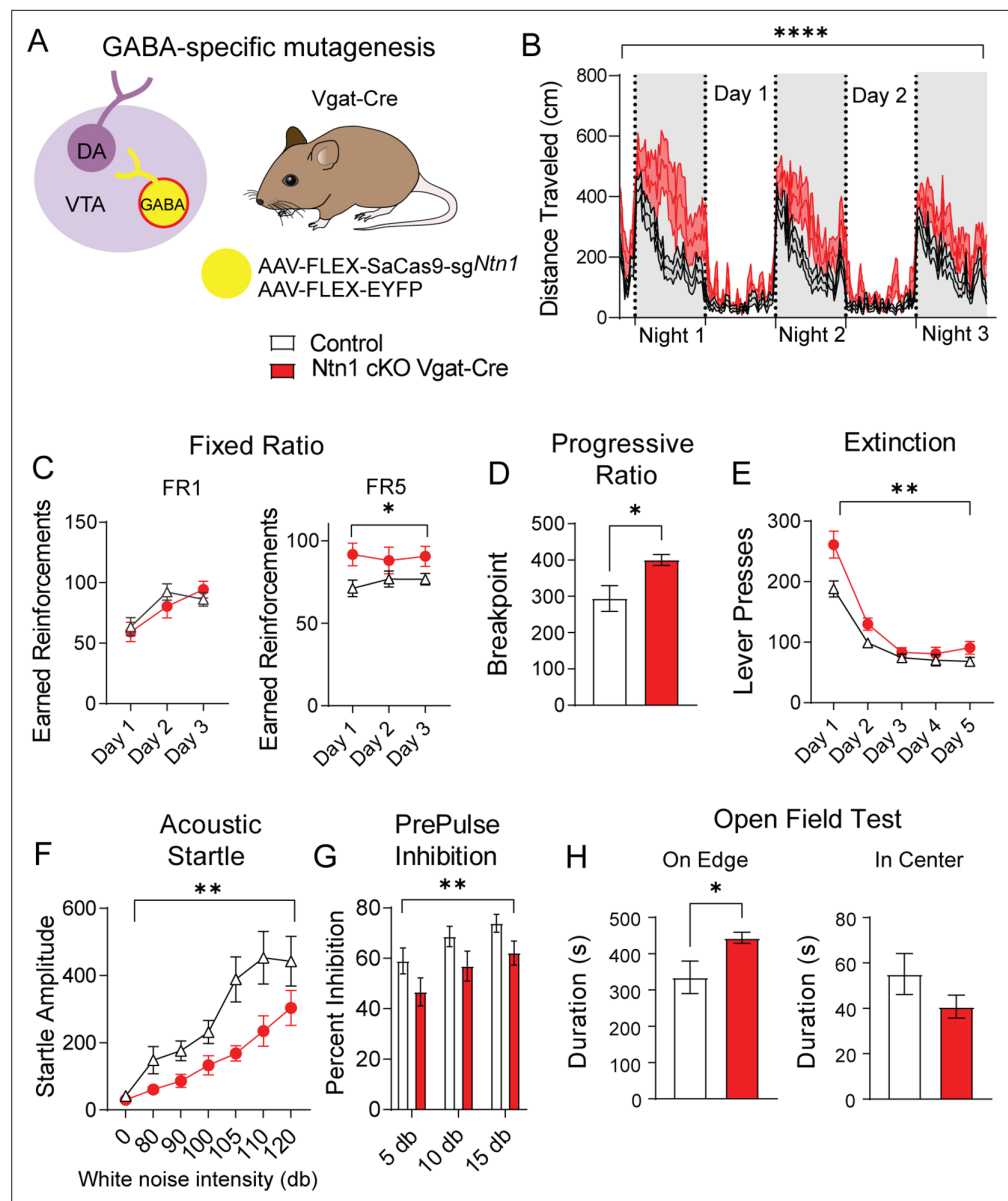 A
GABA-specific mutagenesis
DA
VTA
GABA
Vgat-Cre
AAV-FLEX-SaCas9-sgNtn1
AAV-FLEX-EYFP
Control
Ntn1 cKO Vgat-Cre
B
****
Distance Traveled (cm)
800
600
400
200
0
Day 1
Day 2
Night 1
Night 2
Night 3
Fixed Ratio
C
FR1
Earned Reinforcements
150
100
50
0
Day 1
Day 2
Day 3
FR5
*
Earned Reinforcements
100
50
0
Day 1
Day 2
Day 3
D
Progressive
Ratio
*
Breakpoint
500
400
300
200
100
0
E
Extinction
**
Lever Presses
300
200
100
0
Day 1
Day 2
Day 3
Day 4
Day 5
F
Acoustic
Startle
**
Startle Amplitude
600
400
200
0
0
80
90
100
105
110
120
White noise intensity (db)
G
PrePulse
Inhibition
**
Percent Inhibition
80
60
40
20
0
5 db
10 db
15 db
Open Field Test
H
On Edge
*
Duration (s)
500
400
300
200
100
0
In Center
Duration (s)
80
60
40
20
0